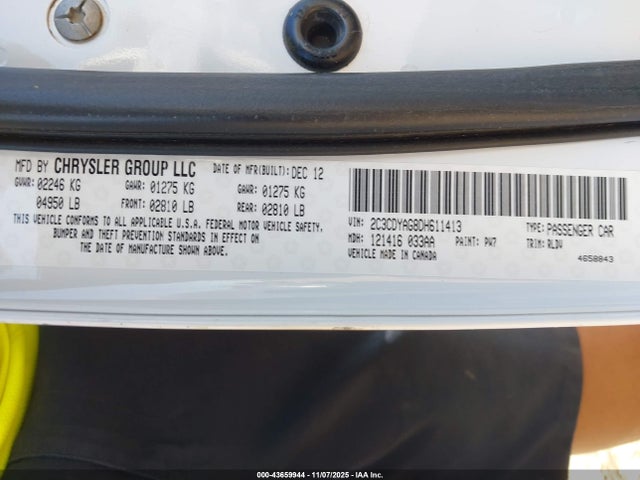 MFD BY CHRYSLER GROUP LLC DATE OF MFR(BUILT): DEC 12
GVWR: 02246 KG GAWR: 01275 KG GAWR: 01275 KG
04950 LB FRONT: 02810 LB REAR: 02810 LB
THIS VEHICLE CONFORMS TO ALL APPLICABLE U.S.A. FEDERAL MOTOR VEHICLE SAFETY,
BUMPER AND THEFT PREVENTION STANDARDS IN EFFECT ON
THE DATE OF MANUFACTURE SHOWN ABOVE.
VIN: 2C3CDYAG8DH611413 TYPE: PASSENGER CAR
MDH: 121416 033AA PAINT: PW7 TRIM: RLDV
VEHICLE MADE IN CANADA 4658843
000-43659944 — 11/07/2025 — IAA Inc.